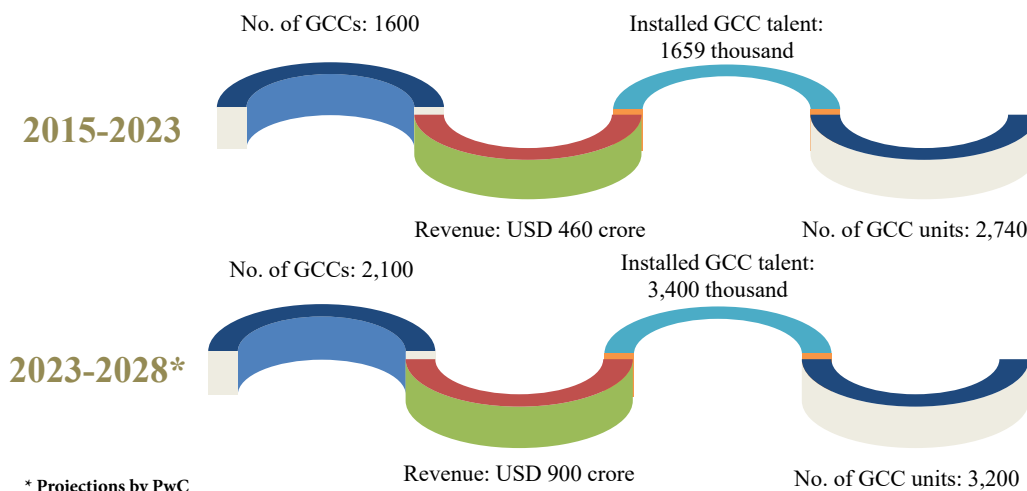 No. of GCCs: 1600
Installed GCC talent:
1659 thousand
2015-2023
Revenue: USD 460 crore
No. of GCC units: 2,740
No. of GCCs: 2,100
Installed GCC talent:
3,400 thousand
2023-2028*
Revenue: USD 900 crore
No. of GCC units: 3,200
* Projections by PwC